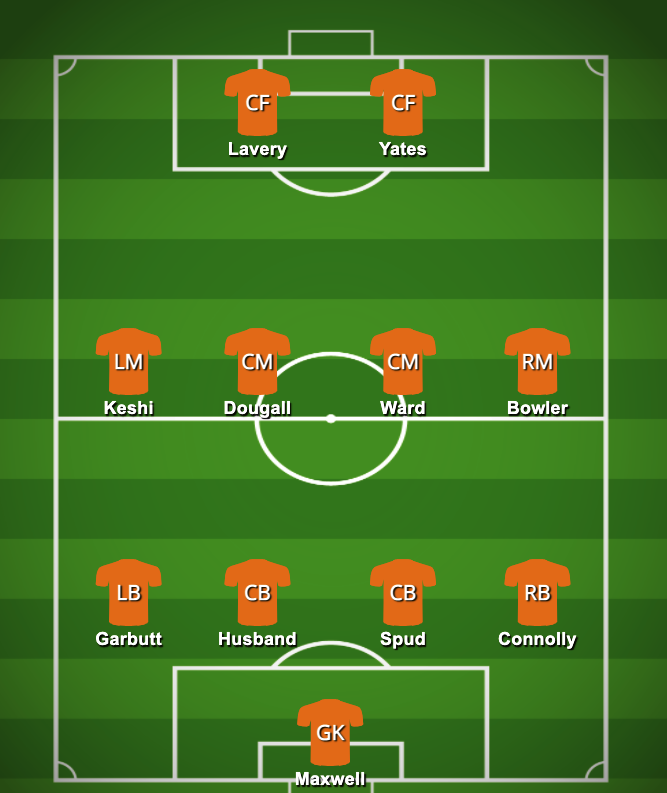 CF CF
Lavery Yates
LM CM CM RM
Keshi Dougall Ward Bowler
LB CB CB RB
Garbutt Husband Spud Connolly
GK
Maxwell